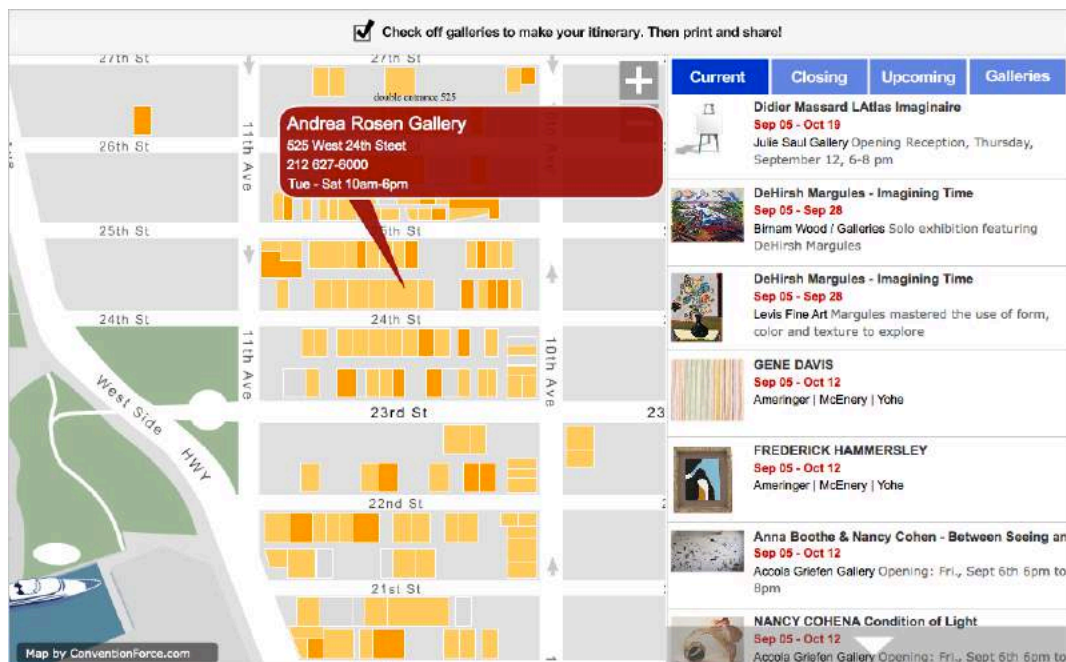 Check off galleries to make your itinerary. Then print and share!
27th St
27th St
double entrance 525
Andrea Rosen Gallery
525 West 24th Steet
212 627-6000
Tue - Sat 10am-6pm
11th Ave
26th St
25th St
24th St
24th St
11th Ave
10th Ave
West Side HWY
23rd St
23
22nd St
21st St
Map by ConventionForce.com
Current
Closing
Upcoming
Galleries
Didier Massard LAtlas Imaginaire
Sep 05 - Oct 19
Julie Saul Gallery Opening Reception, Thursday,
September 12, 6-8 pm
DeHirsh Margules - Imagining Time
Sep 05 - Sep 28
Birnam Wood / Galleries Solo exhibition featuring
DeHirsh Margules
DeHirsh Margules - Imagining Time
Sep 05 - Sep 28
Levis Fine Art Margules mastered the use of form,
color and texture to explore
GENE DAVIS
Sep 05 - Oct 12
Ameringer | McEnery | Yohe
FREDERICK HAMMERSLEY
Sep 05 - Oct 12
Ameringer | McEnery | Yohe
Anna Boothe & Nancy Cohen - Between Seeing an
Sep 05 - Oct 12
Accola Griefen Gallery Opening: Fri., Sept 6th 6pm to
8pm
NANCY COHENA Condition of Light
Sep 05 - Oct 12
Accola Griefen Gallery Opening: Fri., Sept 6th 6pm to